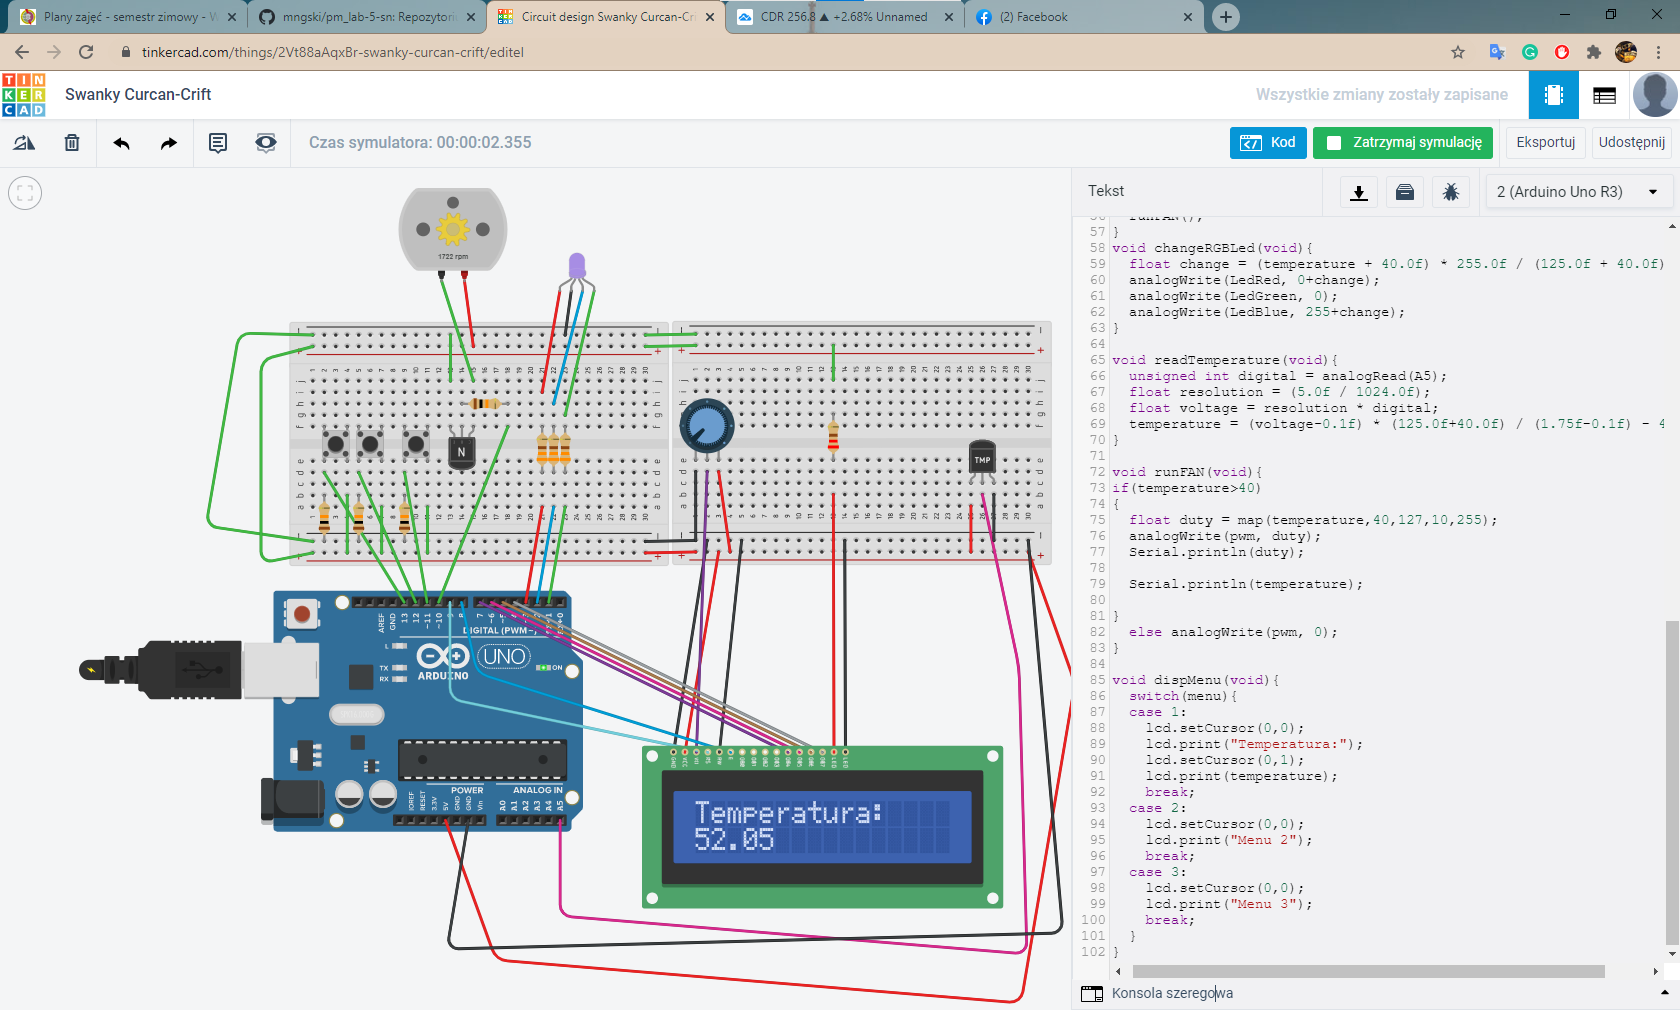 Plany zajęć - semestr zimowy - W
mngski/pm_lab-5-sn: Repozytori
Circuit design Swanky Curcan-Cri
CDR 256.8 ▲ +2.68% Unnamed
(2) Facebook
tinkercad.com/things/2Vt88aAqxBr-swanky-curcan-crift/editel
TIN
KER
CAD
Swanky Curcan-Crift
Wszystkie zmiany zostały zapisane
Czas symulatora: 00:00:02.355
Kod
Zatrzymaj symulację
Eksportuj
Udostępnij
Tekst
2 (Arduino Uno R3)
56 runFAN();
57 }
58 void changeRGBLed(void){
59 float change = (temperature + 40.0f) * 255.0f / (125.0f + 40.0f)
60 analogWrite(LedRed, 0+change);
61 analogWrite(LedGreen, 0);
62 analogWrite(LedBlue, 255+change);
63 }
64
65 void readTemperature(void){
66 unsigned int digital = analogRead(A5);
67 float resolution = (5.0f / 1024.0f);
68 float voltage = resolution * digital;
69 temperature = (voltage-0.1f) * (125.0f+40.0f) / (1.75f-0.1f) - 4
70 }
71
72 void runFAN(void){
73 if(temperature>40)
74 {
75 float duty = map(temperature,40,127,10,255);
76 analogWrite(pwm, duty);
77 Serial.println(duty);
78
79 Serial.println(temperature);
80
81 }
82 else analogWrite(pwm, 0);
83 }
84
85 void dispMenu(void){
86 switch(menu){
87 case 1:
88 lcd.setCursor(0,0);
89 lcd.print("Temperatura:");
90 lcd.setCursor(0,1);
91 lcd.print(temperature);
92 break;
93 case 2:
94 lcd.setCursor(0,0);
95 lcd.print("Menu 2");
96 break;
97 case 3:
98 lcd.setCursor(0,0);
99 lcd.print("Menu 3");
100 break;
101 }
102 }
Konsola szeregowa
1722 rpm
N
TMP
AREF
GND
13
12
~11
~10
8
7
DIGITAL (PWM~)
L
TX
RX
UNO
ARDUINO
ON
POWER
ANALOG IN
IOREF
RESET
3.3V
5V
GND
GND
Vin
A0
A1
A2
A3
A4
A5
Temperatura:
52.05